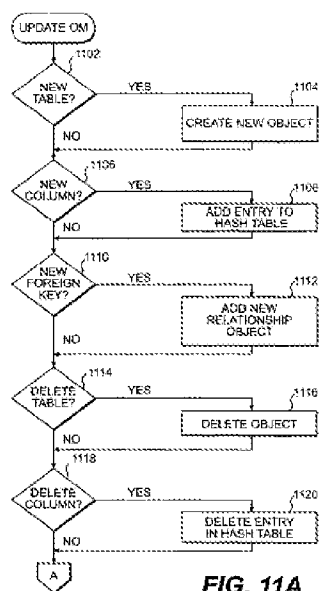 UPDATE OM
1102
NEW
TABLE?
YES
1104
CREATE NEW OBJECT
NO
1106
NEW
COLUMN?
YES
1108
ADD ENTRY TO
HASH TABLE
NO
1110
NEW
FOREIGN
KEY?
YES
1112
ADD NEW
RELATIONSHIP
OBJECT
NO
1114
DELETE
TABLE?
YES
1116
DELETE OBJECT
NO
1118
DELETE
COLUMN?
YES
1120
DELETE ENTRY
IN HASH TABLE
NO
A
FIG. 11A